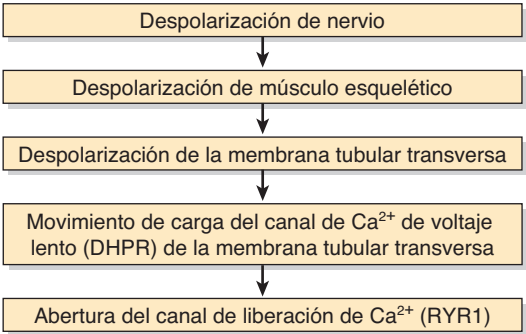 Despolarización de nervio
Despolarización de músculo esquelético
Despolarización de la membrana tubular transversa
Movimiento de carga del canal de Ca²⁺ de voltaje
lento (DHPR) de la membrana tubular transversa
Abertura del canal de liberación de Ca²⁺ (RYR1)